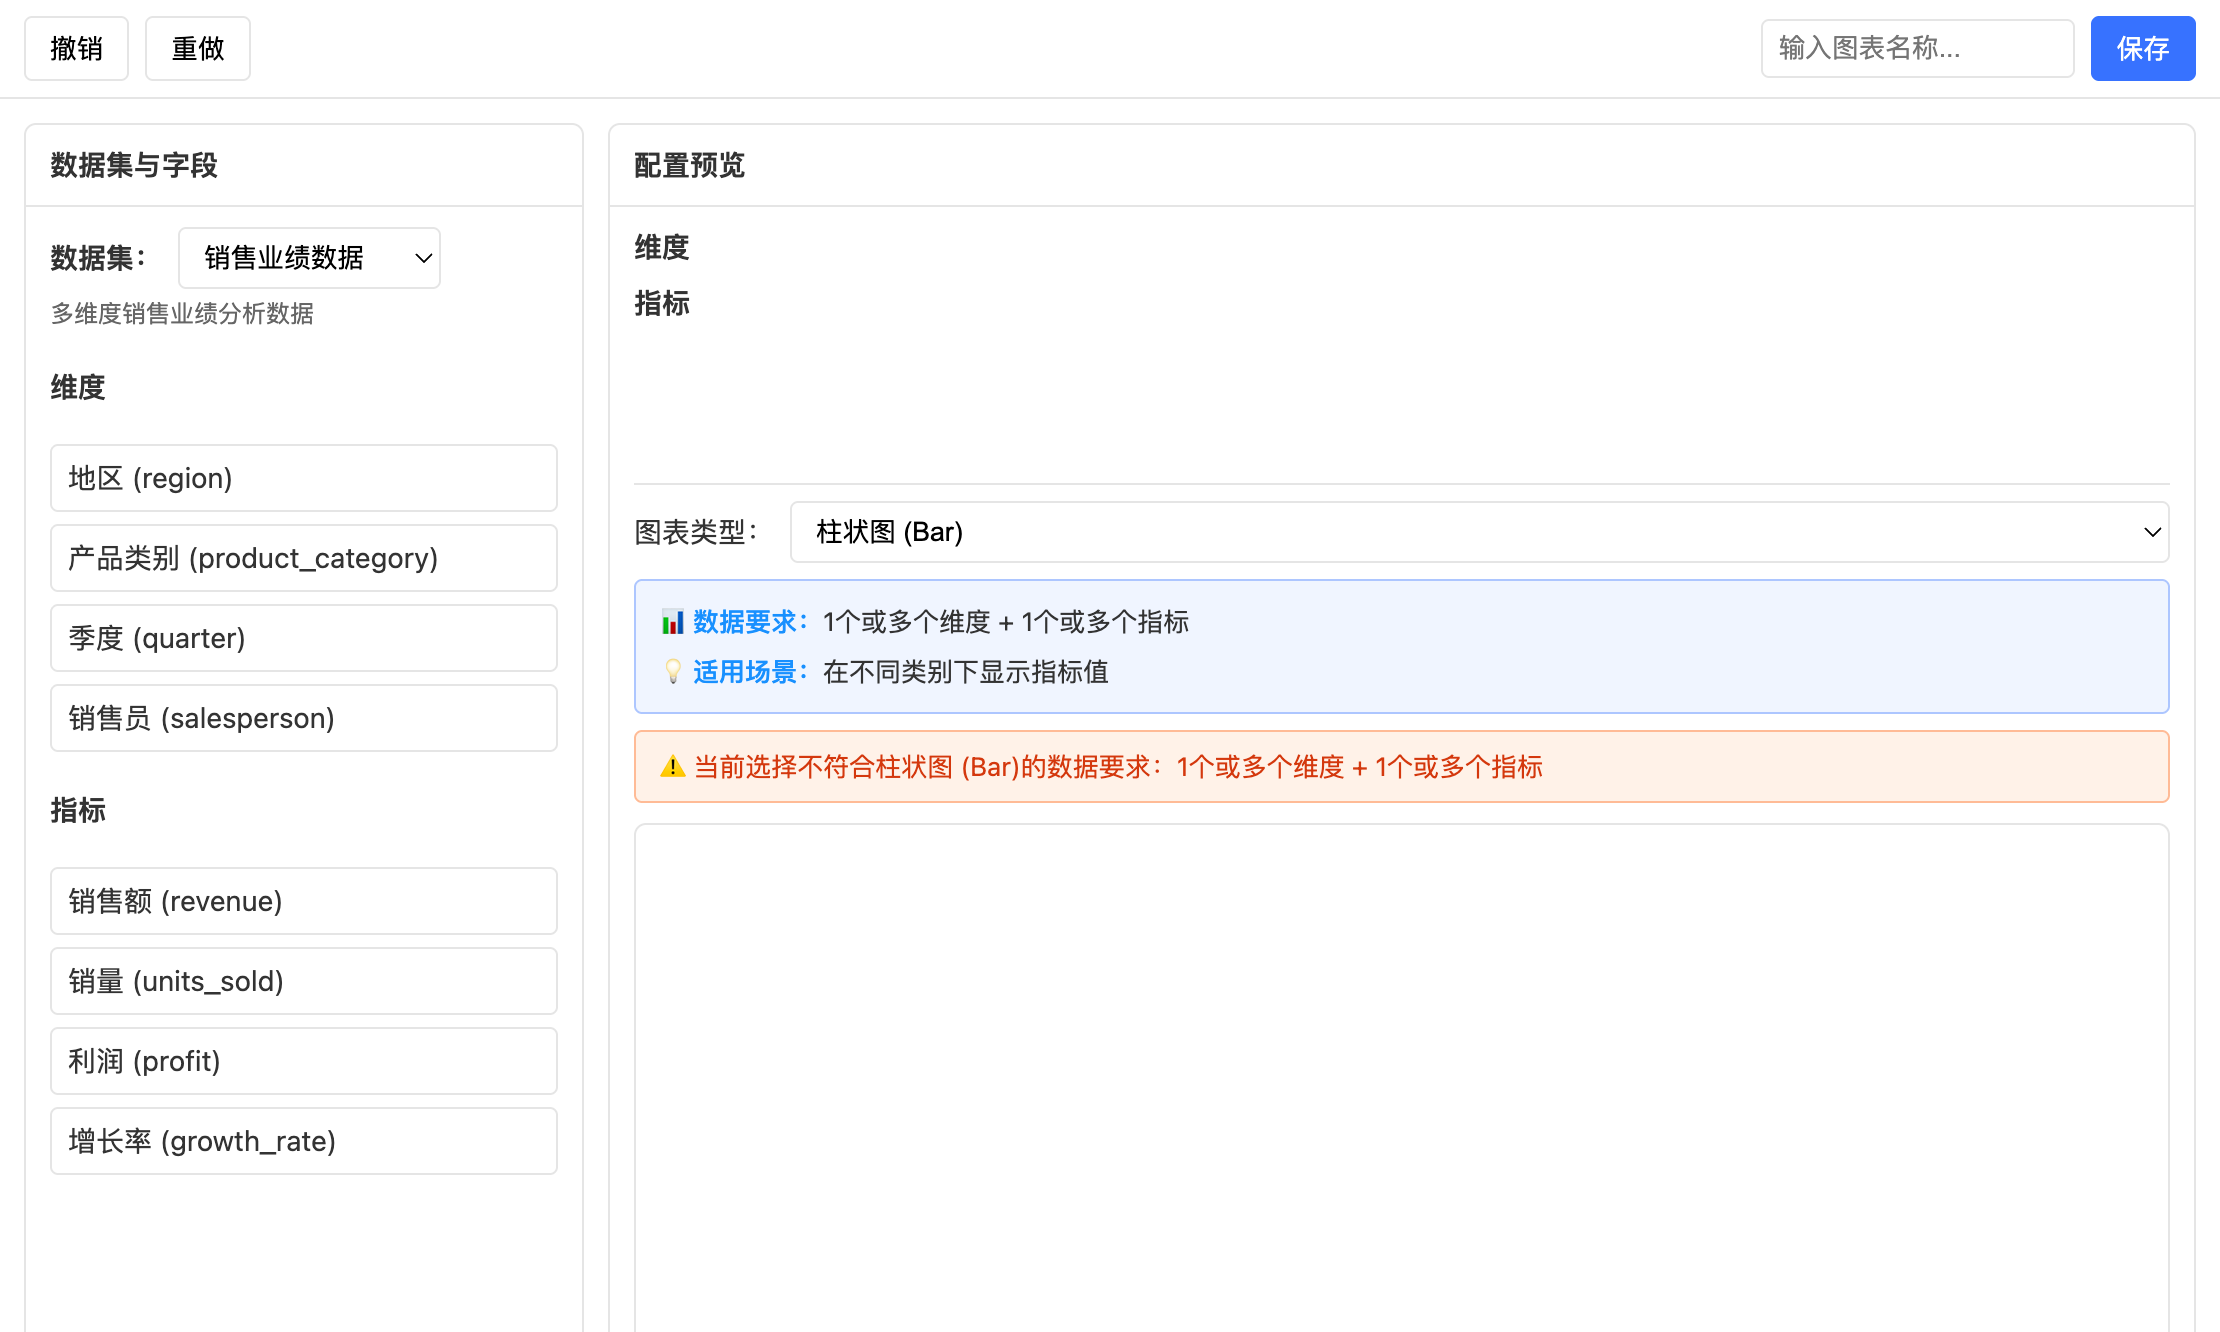 撤销
重做
输入图表名称...
保存
数据集与字段
数据集：
销售业绩数据
多维度销售业绩分析数据
维度
地区 (region)
产品类别 (product_category)
季度 (quarter)
销售员 (salesperson)
指标
销售额 (revenue)
销量 (units_sold)
利润 (profit)
增长率 (growth_rate)
配置预览
维度
指标
图表类型：
柱状图 (Bar)
📊 数据要求：1个或多个维度 + 1个或多个指标
💡 适用场景：在不同类别下显示指标值
⚠️ 当前选择不符合柱状图 (Bar)的数据要求：1个或多个维度 + 1个或多个指标